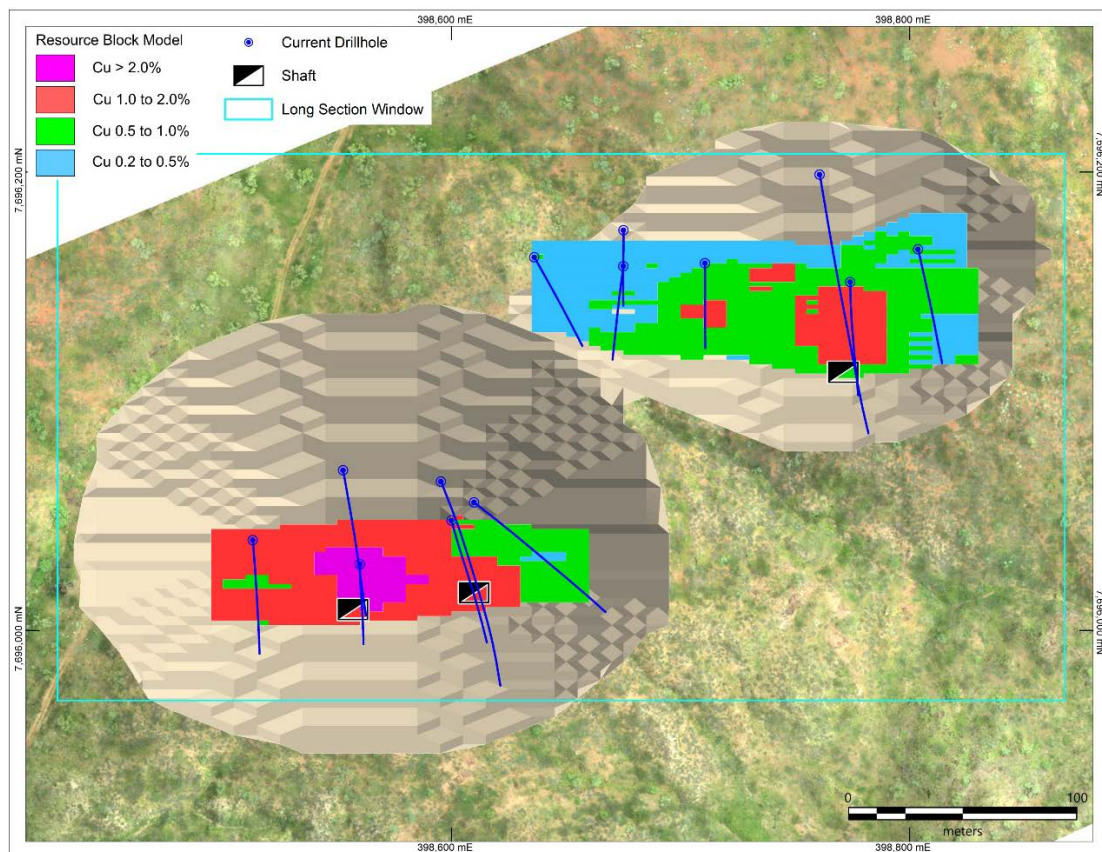 398,600 mE
398,800 mE
Resource Block Model
Cu > 2.0%
Cu 1.0 to 2.0%
Cu 0.5 to 1.0%
Cu 0.2 to 0.5%
Current Drillhole
Shaft
Long Section Window
7,696,200 mN
7,696,200 mN
7,696,000 mN
7,696,000 mN
0
100
meters
398,600 mE
398,800 mE